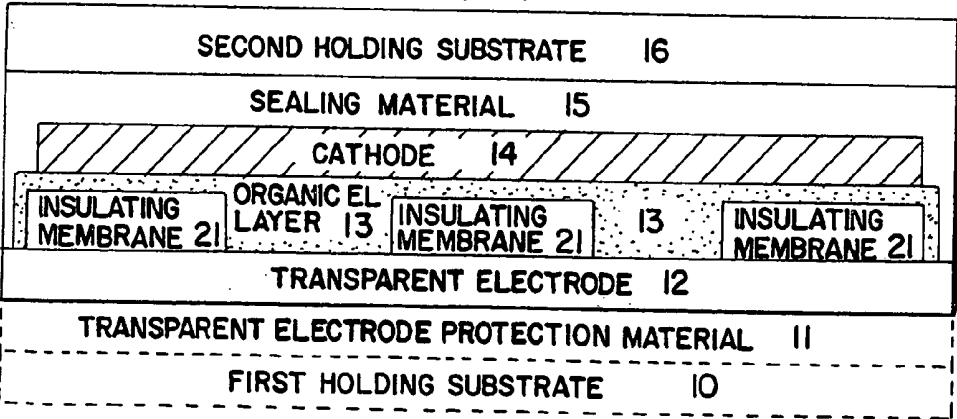 SECOND HOLDING SUBSTRATE 16
SEALING MATERIAL 15
CATHODE 14
ORGANIC EL
LAYER 13
13
INSULATING
MEMBRANE 21
INSULATING
MEMBRANE 21
INSULATING
MEMBRANE 21
TRANSPARENT ELECTRODE 12
TRANSPARENT ELECTRODE PROTECTION MATERIAL 11
FIRST HOLDING SUBSTRATE 10